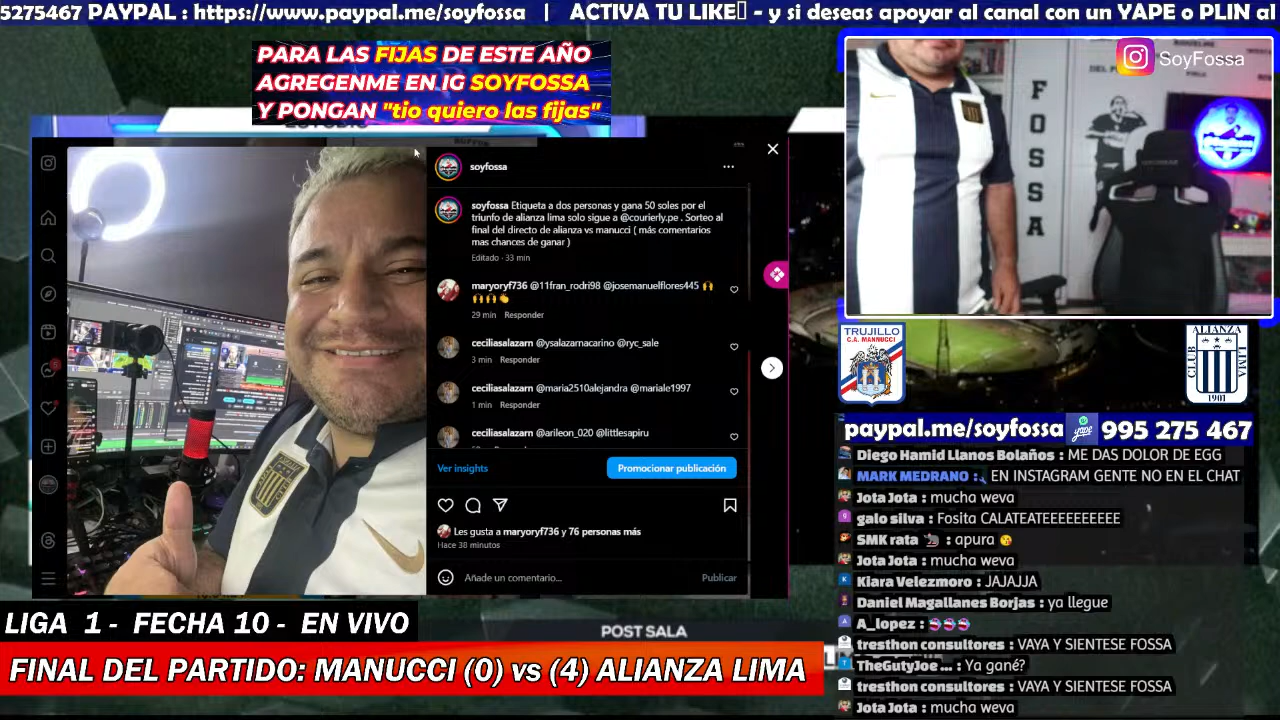 5275467 PAYPAL : https://www.paypal.me/soyfossa | ACTIVA TU LIKE - y si deseas apoyar al canal con un YAPE o PLIN al
PARA LAS FIJAS DE ESTE AÑO
AGREGENME EN IG SOYFOSSA
Y PONGAN "tio quiero las fijas"
SoyFossa
FOSSA
soyfossa
soyfossa Etiqueta a dos personas y gana 50 soles por el
triunfo de alianza lima solo sigue a @courierly.pe . Sorteo al
final del directo de alianza vs manucci ( más comentarios
mas chances de ganar )
Editado · 33 min
maryoryf736 @11fran_rodri98 @josemanuelflores445 🙌
🙌🙌👏
29 min Responder
ceciliasalazarn @ysalazarnacarino @ryc_sale
3 min Responder
ceciliasalazarn @maria2510alejandra @mariale1997
1 min Responder
ceciliasalazarn @arileon_020 @littlesapiru
Ver insights
Promocionar publicación
Les gusta a maryoryf736 y 76 personas más
Hace 38 minutos
Añade un comentario...
Publicar
TRUJILLO
C.A. MANNUCCI
ALIANZA
CLUB
LIMA
1901
paypal.me/soyfossa yape 995 275 467
Diego Hamid Llanos Bolaños : ME DAS DOLOR DE EGG
MARK MEDRANO : EN INSTAGRAM GENTE NO EN EL CHAT
Jota Jota : mucha weva
galo silva : Fosita CALATEATEEEEEEEEEE
SMK rata 🐀 : apura 😘
Jota Jota : mucha weva
Klara Velezmoro : JAJAJJA
Daniel Magallanes Borjas : ya llegue
A_lopez :
tresthon consultores : VAYA Y SIENTESE FOSSA
TheGutyJoe ... : Ya gané?
tresthon consultores : VAYA Y SIENTESE FOSSA
Jota Jota : mucha weva
LIGA 1 - FECHA 10 - EN VIVO
POST SALA
FINAL DEL PARTIDO: MANUCCI (0) vs (4) ALIANZA LIMA